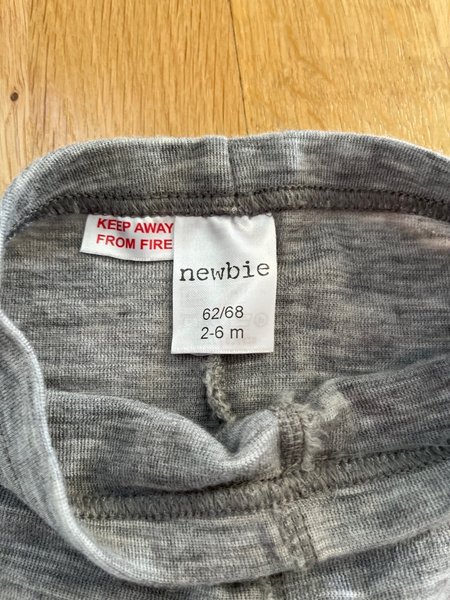 KEEP AWAY
FROM FIRE
newbie
62/68
2-6 m